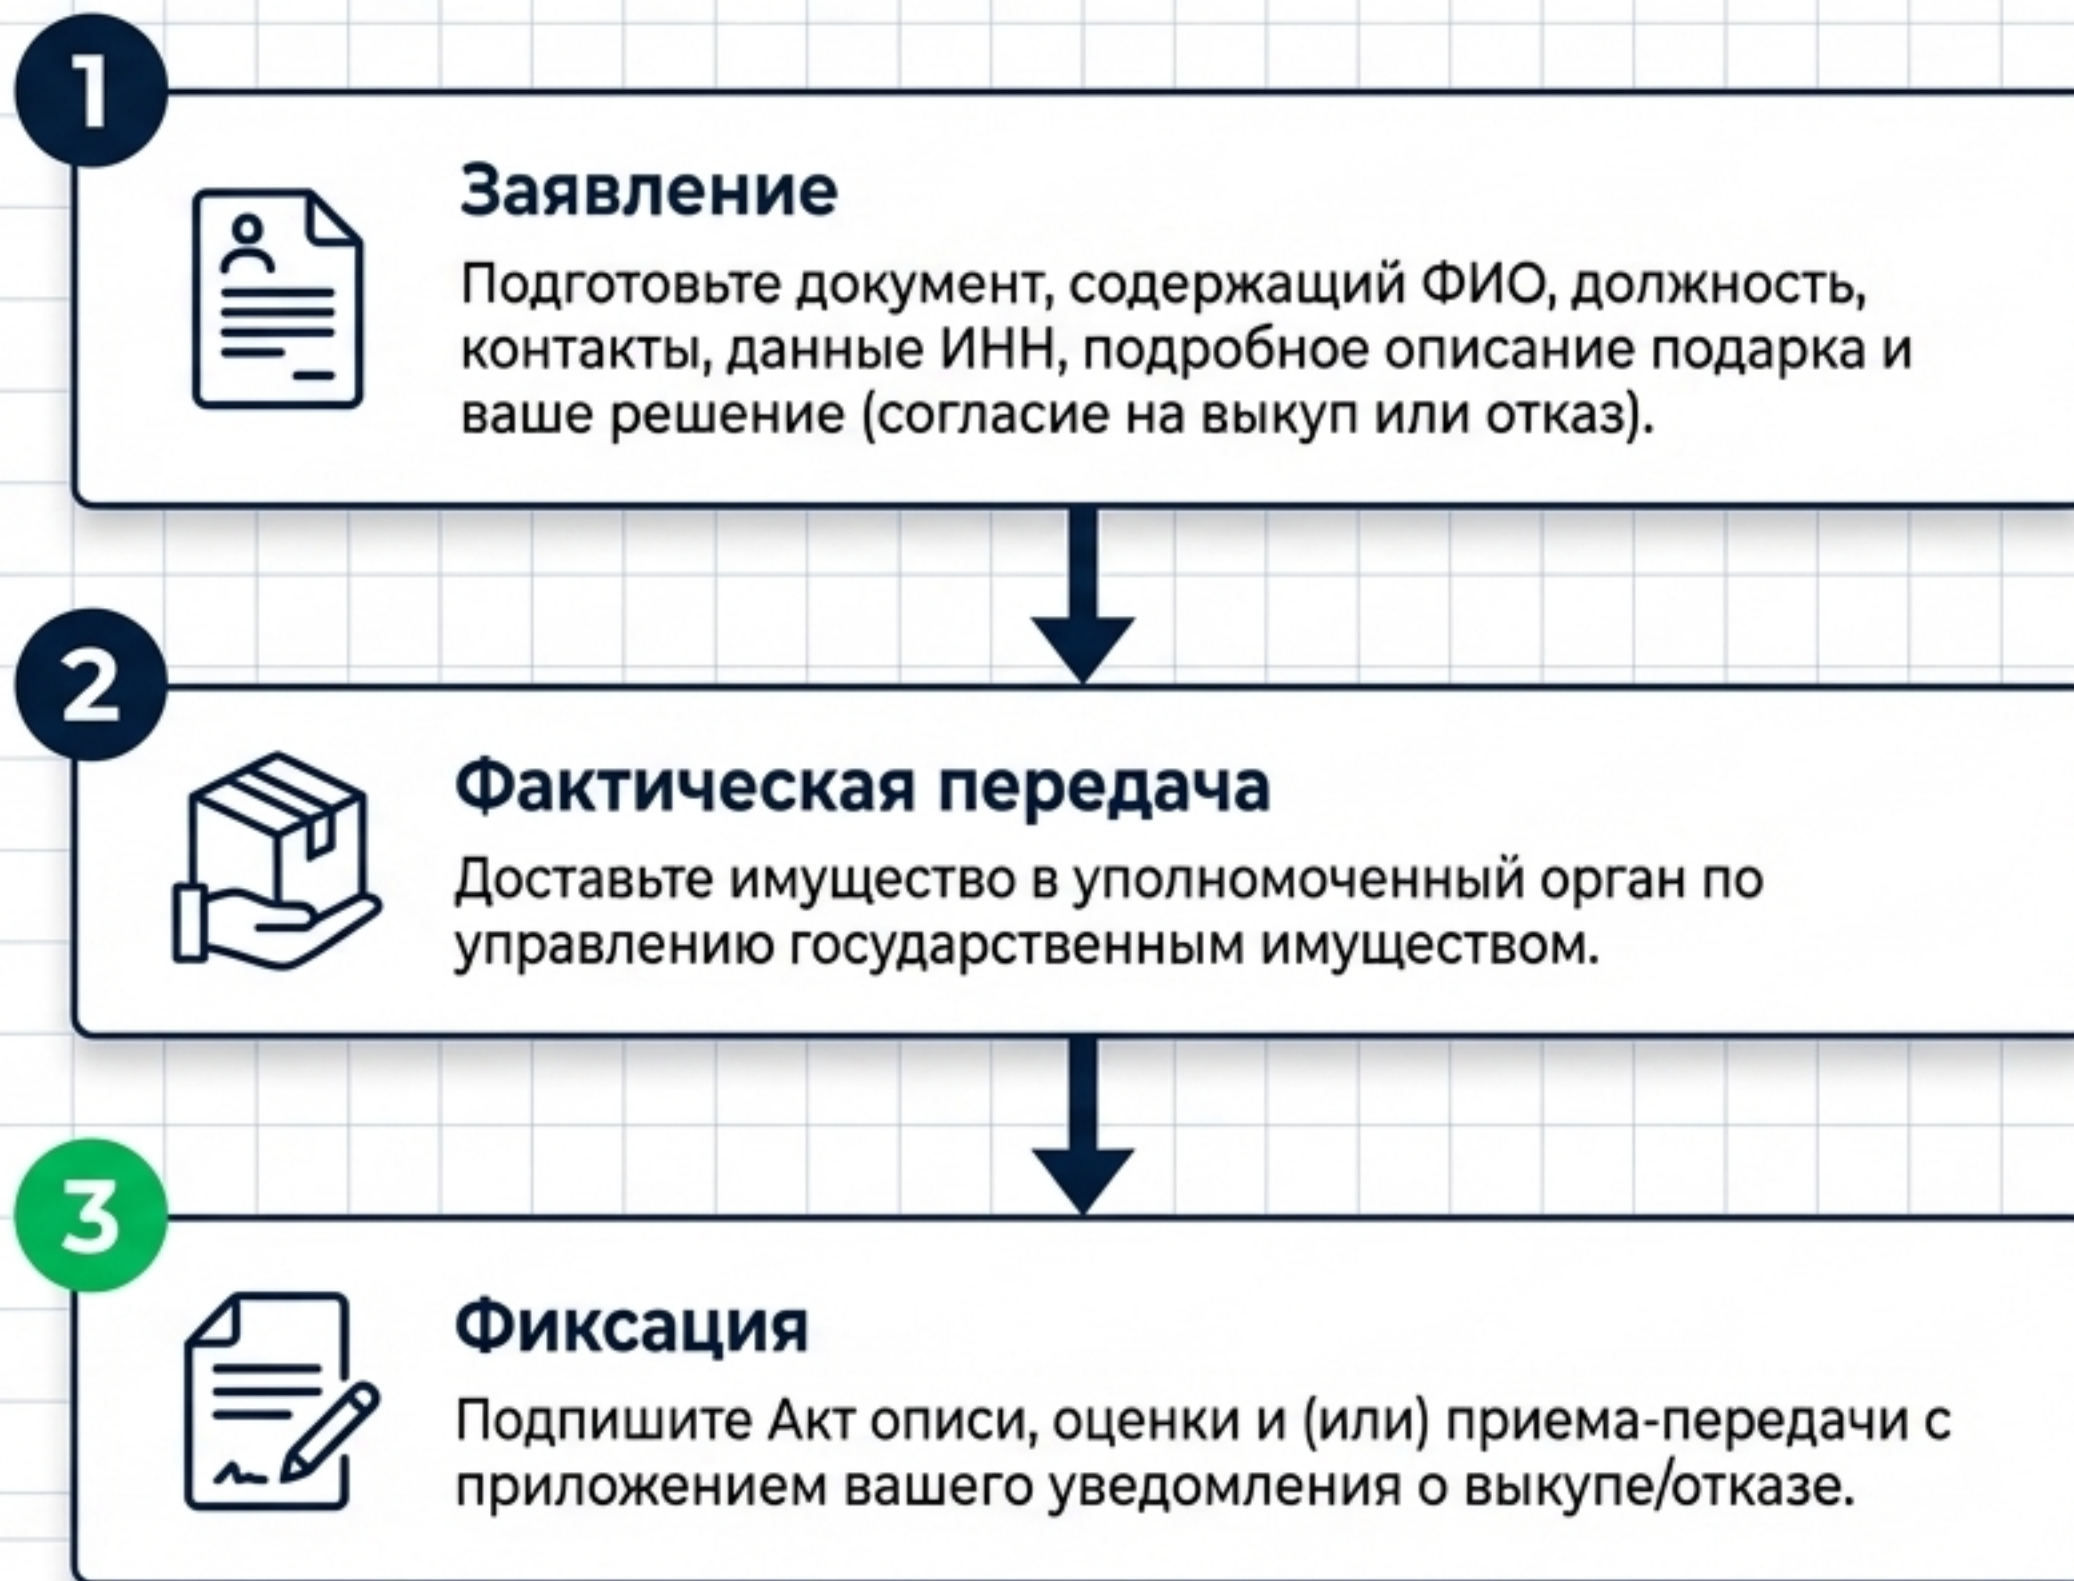 1
Заявление
Подготовьте документ, содержащий ФИО, должность,
контакты, данные ИНН, подробное описание подарка и
ваше решение (согласие на выкуп или отказ).
2
Фактическая передача
Доставьте имущество в уполномоченный орган по
управлению государственным имуществом.
3
Фиксация
Подпишите Акт описи, оценки и (или) приема-передачи с
приложением вашего уведомления о выкупе/отказе.